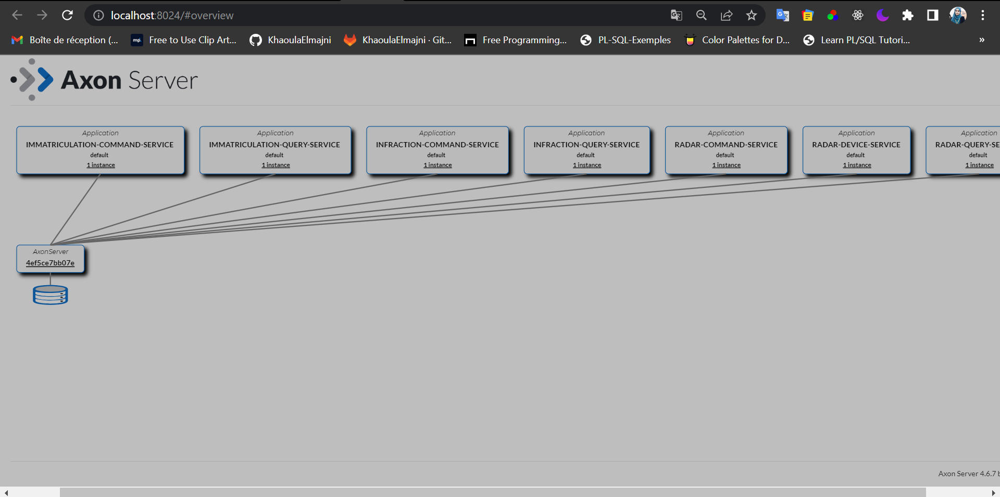 localhost:8024/#overview
Boîte de réception (...
Free to Use Clip Art...
KhaoulaElmajni
KhaoulaElmajni · Git...
Free Programming...
PL-SQL-Exemples
Color Palettes for D...
Learn PL/SQL Tutori...
»
Axon Server
Application
IMMATRICULATION-COMMAND-SERVICE
default
1 instance
Application
IMMATRICULATION-QUERY-SERVICE
default
1 instance
Application
INFRACTION-COMMAND-SERVICE
default
1 instance
Application
INFRACTION-QUERY-SERVICE
default
1 instance
Application
RADAR-COMMAND-SERVICE
default
1 instance
Application
RADAR-DEVICE-SERVICE
default
1 instance
Application
RADAR-QUERY-SE
default
1 instance
AxonServer
4ef5ce7bb07e
Axon Server 4.6.7 b